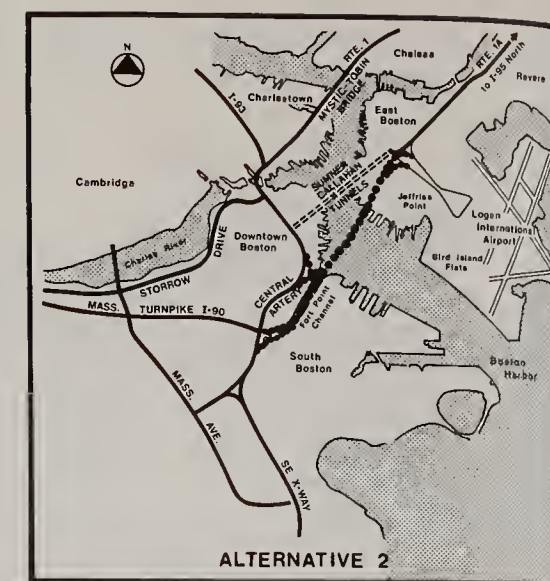 N
RTE. 1
MYSTIC-TOBIN
BRIDGE
Chelsea
RTE. 1A
to I-95 North
Revere
I-93
Charlestown
East
Boston
Cambridge
SUMNER
CALLAHAN
TUNNELS
Jeffries
Point
Logan
International
Airport
Charles River
STORROW
DRIVE
Downtown
Boston
Bird Island
Flats
MASS. TURNPIKE I-90
CENTRAL
ARTERY
Fort Point
Channel
South
Boston
Boston
Harbor
MASS.
AVE.
SE X-WAY
ALTERNATIVE 2